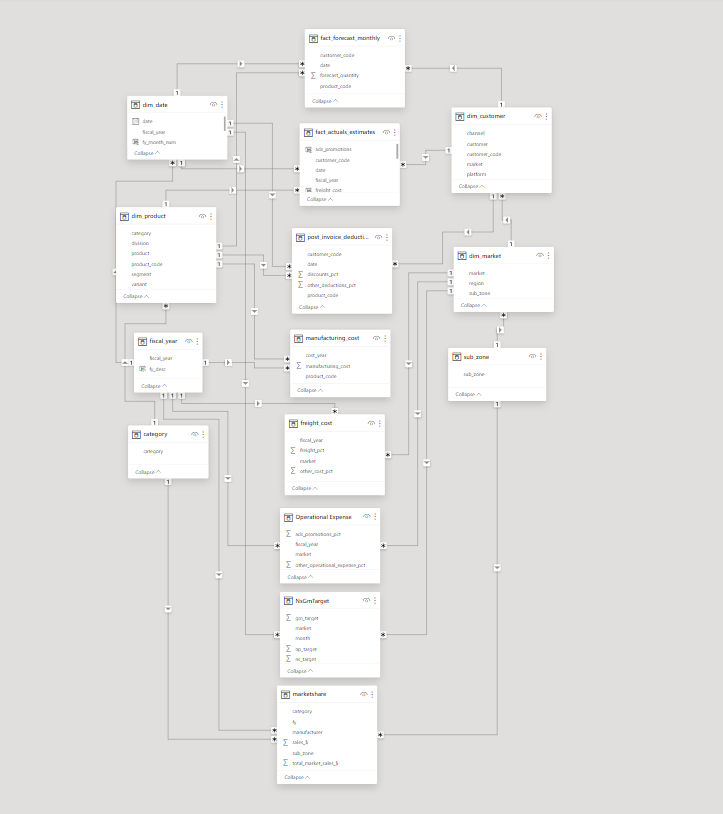 fact_forecast_monthly
customer_code
date
forecast_quantity
product_code
Collapse
dim_date
date
fiscal_year
fy_month_num
Collapse
fact_actuals_estimates
ads_promotions
customer_code
date
fiscal_year
freight_cost
Collapse
dim_customer
channel
customer
customer_code
market
platform
Collapse
dim_product
category
division
product
product_code
segment
variant
Collapse
post_invoice_deducti...
customer_code
date
discounts_pct
other_deductions_pct
product_code
Collapse
dim_market
market
region
sub_zone
Collapse
fiscal_year
fiscal_year
fy_desc
Collapse
manufacturing_cost
cost_year
manufacturing_cost
product_code
Collapse
sub_zone
sub_zone
Collapse
category
category
Collapse
freight_cost
fiscal_year
freight_pct
market
other_cost_pct
Collapse
Operational Expense
ads_promotions_pct
fiscal_year
market
other_operational_expense_pct
Collapse
NsGmTarget
gm_target
market
month
np_target
ns_target
Collapse
marketshare
category
fy
manufacturer
sales_$
sub_zone
total_market_sales_$
Collapse